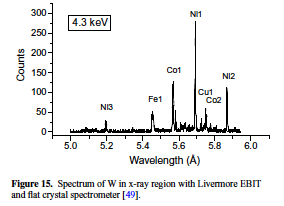 300
250
200
150
100
50
0
Counts
4.3 keV
Ni1
Co1
Ni2
Cu1
Co2
Fe1
Ni3
5.0 5.2 5.4 5.6 5.8 6.0
Wavelength (Å)
Figure 15. Spectrum of W in x-ray region with Livermore EBIT
and flat crystal spectrometer [49].